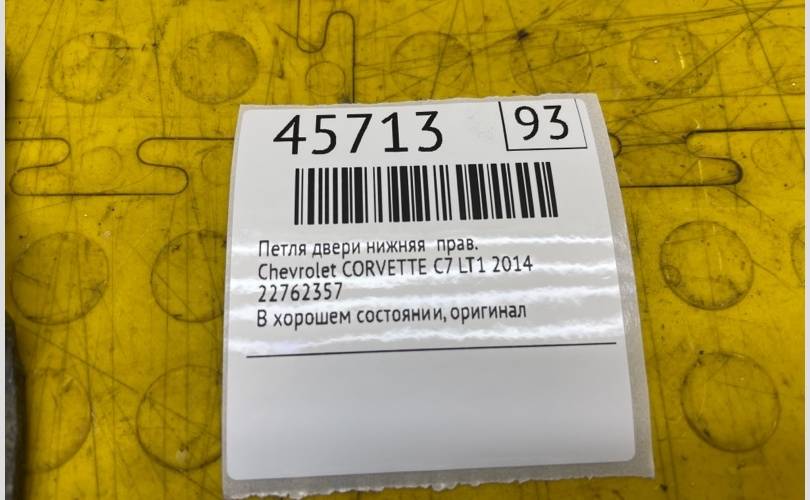 45713 93
Петля двери нижняя прав.
Chevrolet CORVETTE C7 LT1 2014
22762357
В хорошем состоянии, оригинал